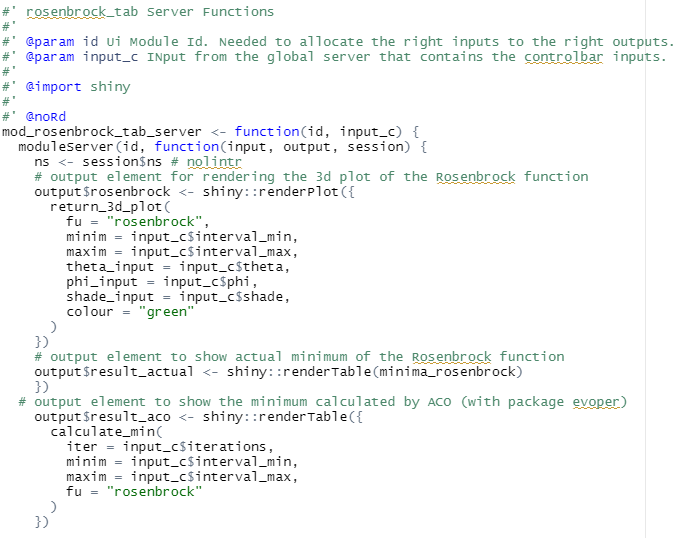 #' rosenbrock_tab Server Functions
#'
#' @param id Ui Module Id. Needed to allocate the right inputs to the right outputs.
#' @param input_c INput from the global server that contains the controlbar inputs.
#'
#' @import shiny
#'
#' @noRd
mod_rosenbrock_tab_server <- function(id, input_c) {
  moduleServer(id, function(input, output, session) {
    ns <- session$ns # nolintr
    # output element for rendering the 3d plot of the Rosenbrock function
    output$rosenbrock <- shiny::renderPlot({
      return_3d_plot(
        fu = "rosenbrock",
        minim = input_c$interval_min,
        maxim = input_c$interval_max,
        theta_input = input_c$theta,
        phi_input = input_c$phi,
        shade_input = input_c$shade,
        colour = "green"
      )
    })
    # output element to show actual minimum of the Rosenbrock function
    output$result_actual <- shiny::renderTable(minima_rosenbrock)
    })
  # output element to show the minimum calculated by ACO (with package evoper)
    output$result_aco <- shiny::renderTable({
      calculate_min(
        iter = input_c$iterations,
        minim = input_c$interval_min,
        maxim = input_c$interval_max,
        fu = "rosenbrock"
      )
    })